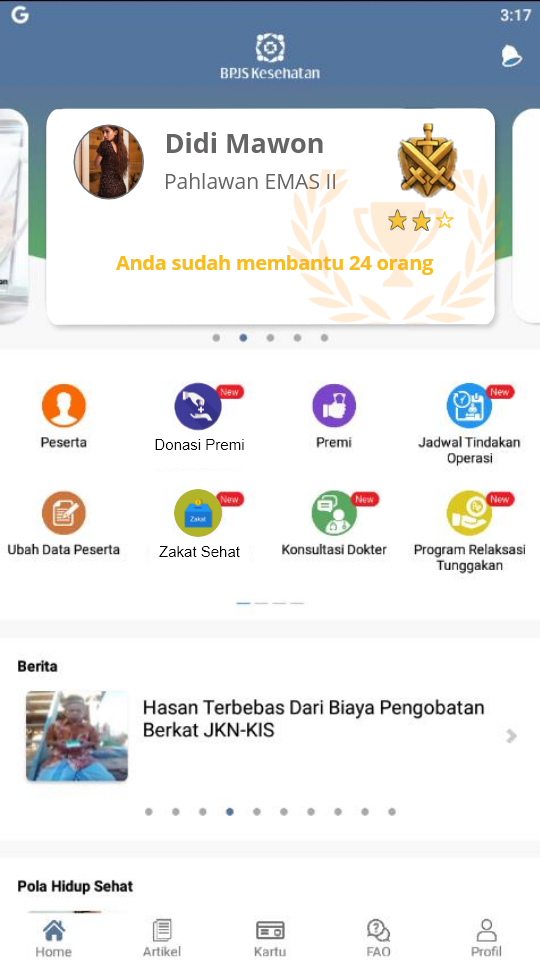 3:17
BPJS Kesehatan
Didi Mawon
Pahlawan EMAS II
Anda sudah membantu 24 orang
New
New
Peserta
Donasi Premi
Premi
Jadwal Tindakan
Operasi
New
New
New
Zakat
Ubah Data Peserta
Zakat Sehat
Konsultasi Dokter
Program Relaksasi
Tunggakan
Berita
Hasan Terbebas Dari Biaya Pengobatan
Berkat JKN-KIS
Pola Hidup Sehat
Home
Artikel
Kartu
FAQ
Profil